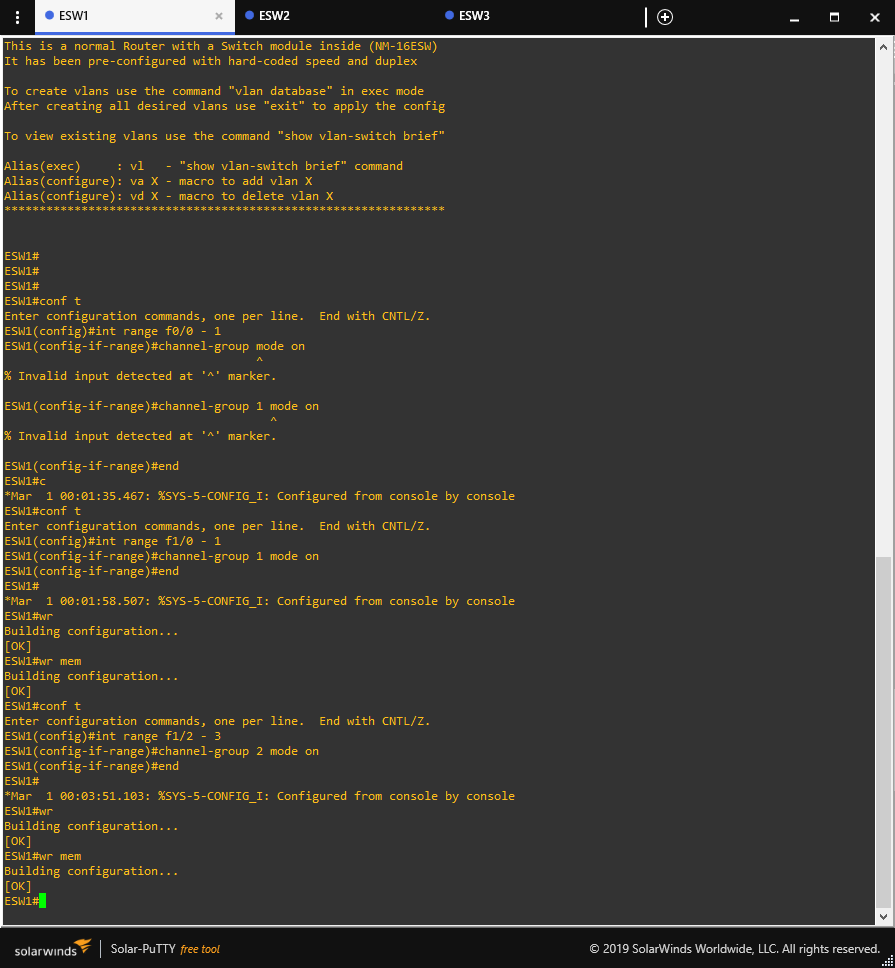 ESW1
ESW2
ESW3
This is a normal Router with a Switch module inside (NM-16ESW)
It has been pre-configured with hard-coded speed and duplex
To create vlans use the command "vlan database" in exec mode
After creating all desired vlans use "exit" to apply the config
To view existing vlans use the command "show vlan-switch brief"
Alias(exec)     : vl   - "show vlan-switch brief" command
Alias(configure): va X - macro to add vlan X
Alias(configure): vd X - macro to delete vlan X
***************************************************************
ESW1#
ESW1#
ESW1#
ESW1#conf t
Enter configuration commands, one per line.  End with CNTL/Z.
ESW1(config)#int range f0/0 - 1
ESW1(config-if-range)#channel-group mode on
^
% Invalid input detected at '^' marker.
ESW1(config-if-range)#channel-group 1 mode on
^
% Invalid input detected at '^' marker.
ESW1(config-if-range)#end
ESW1#c
*Mar  1 00:01:35.467: %SYS-5-CONFIG_I: Configured from console by console
ESW1#conf t
Enter configuration commands, one per line.  End with CNTL/Z.
ESW1(config)#int range f1/0 - 1
ESW1(config-if-range)#channel-group 1 mode on
ESW1(config-if-range)#end
ESW1#
*Mar  1 00:01:58.507: %SYS-5-CONFIG_I: Configured from console by console
ESW1#wr
Building configuration...
[OK]
ESW1#wr mem
Building configuration...
[OK]
ESW1#conf t
Enter configuration commands, one per line.  End with CNTL/Z.
ESW1(config)#int range f1/2 - 3
ESW1(config-if-range)#channel-group 2 mode on
ESW1(config-if-range)#end
ESW1#
*Mar  1 00:03:51.103: %SYS-5-CONFIG_I: Configured from console by console
ESW1#wr
Building configuration...
[OK]
ESW1#wr mem
Building configuration...
[OK]
ESW1#
solarwinds | Solar-PuTTY free tool
© 2019 SolarWinds Worldwide, LLC. All rights reserved.